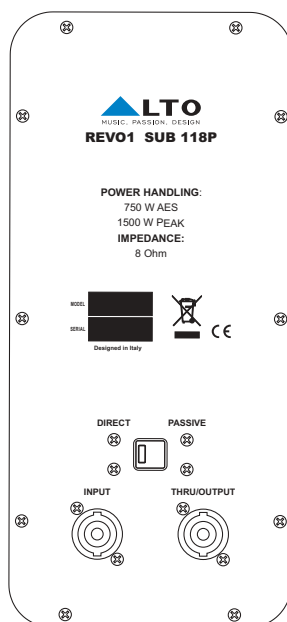 ALTO
MUSIC. PASSION. DESIGN
REVO1 SUB 118P
POWER HANDLING:
750 W AES
1500 W PEAK
IMPEDANCE:
8 Ohm
MODEL
SERIAL
CE
Designed in Italy
DIRECT PASSIVE
INPUT THRU/OUTPUT